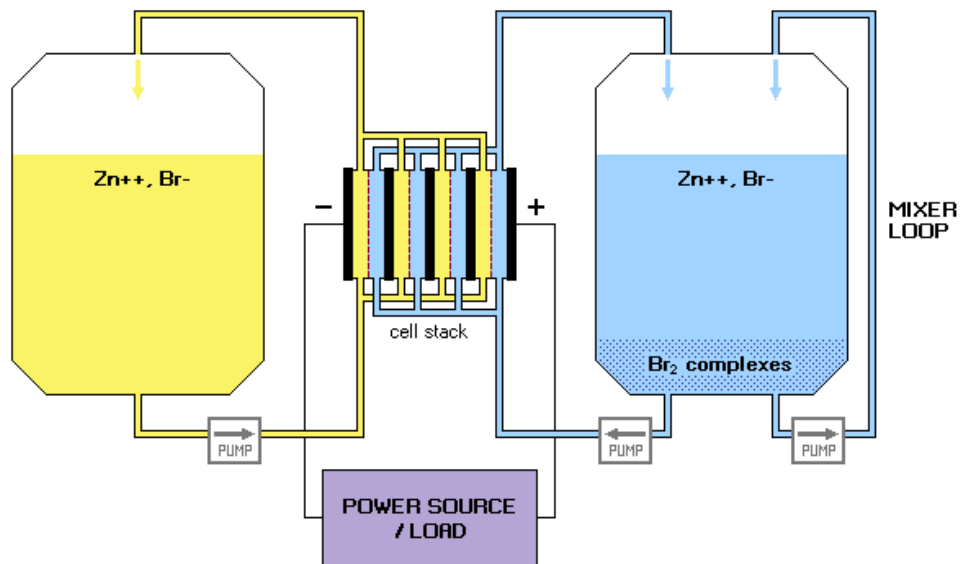 Zn++, Br-
Zn++, Br-
MIXER
LOOP
−
+
cell stack
Br₂ complexes
PUMP
PUMP
PUMP
POWER SOURCE
/ LOAD